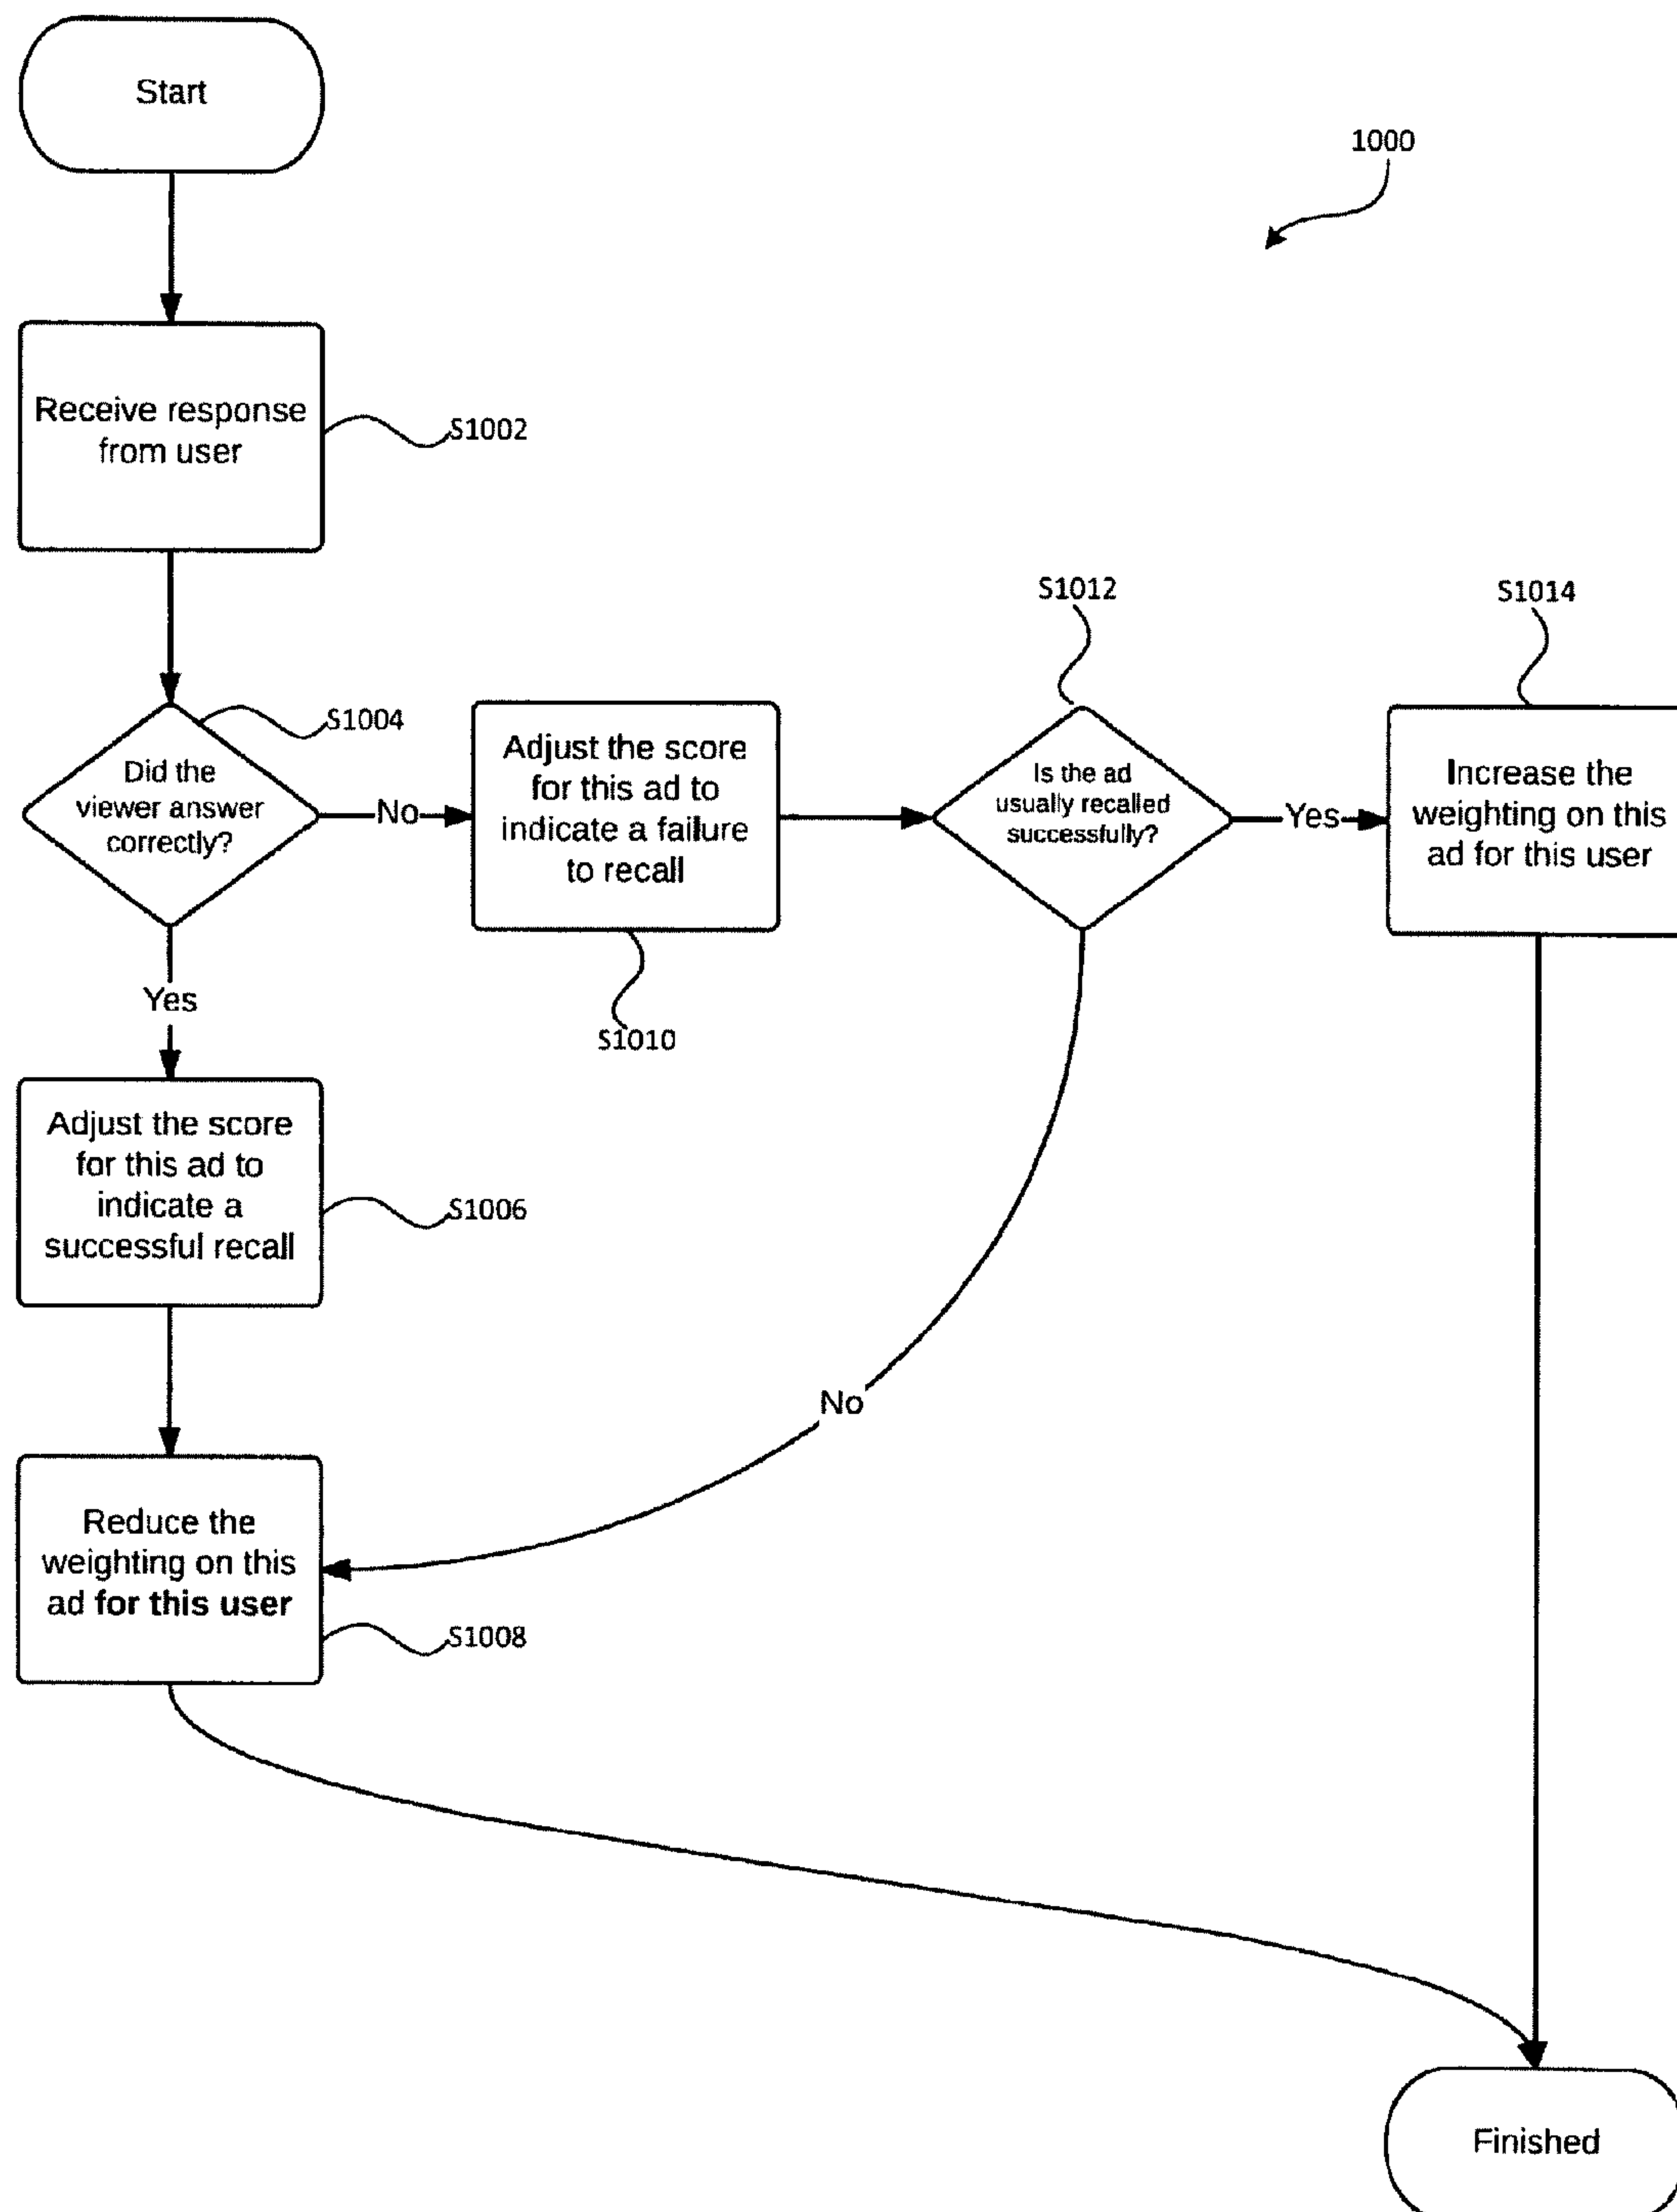 Start
1000
Receive response
from user
S1002
S1012
S1014
S1004
Did the
viewer answer
correctly?
No
Adjust the score
for this ad to
indicate a failure
to recall
Is the ad
usually recalled
successfully?
Yes
Increase the
weighting on this
ad for this user
Yes
S1010
Adjust the score
for this ad to
indicate a
successful recall
S1006
No
Reduce the
weighting on this
ad for this user
S1008
Finished